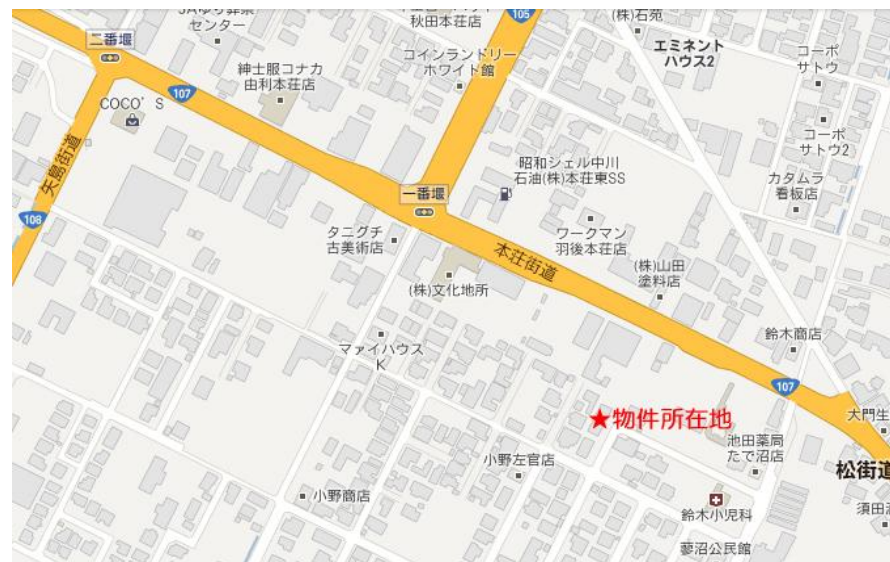 センター
秋田本荘店
105
(株)石苑
二番堰
エミネント
ハウス2
コーポ
サトウ
紳士服コナカ
由利本荘店
コインランドリー
ホワイト館
107
COCO'S
コーポ
サトウ2
矢島街道
昭和シェル中川
石油(株)本荘東SS
カタムラ
看板店
一番堰
108
タニグチ
古美術店
ワークマン
羽後本荘店
本荘街道
(株)山田
塗料店
(株)文化地所
鈴木商店
マァイハウス
K
107
★物件所在地
大門生
池田薬局
たで沼店
小野左官店
松街道
小野商店
鈴木小児科
須田
蓼沼公民館